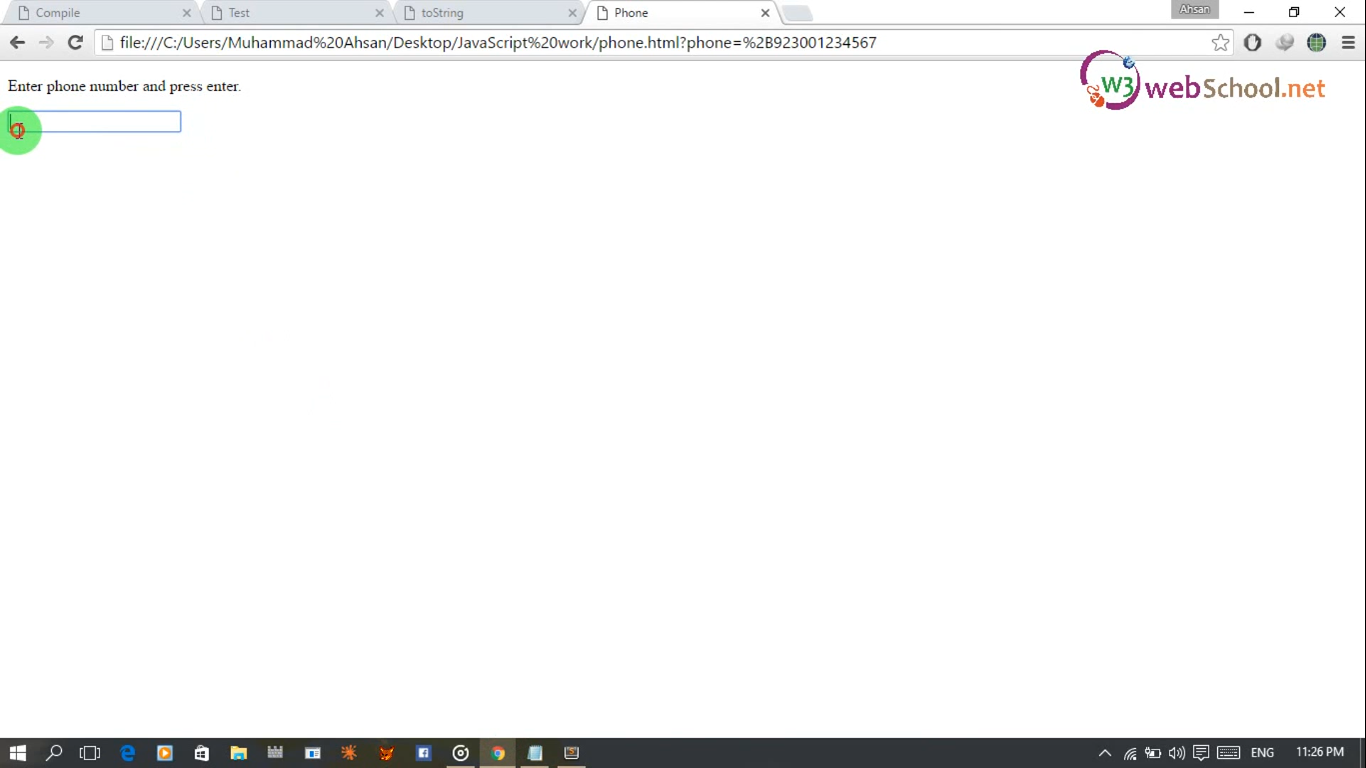 Compile
Test
toString
Phone
Ahsan
file:///C:/Users/Muhammad%20Ahsan/Desktop/JavaScript%20work/phone.html?phone=%2B923001234567
Enter phone number and press enter.
W3 webSchool.net
ENG
11:26 PM